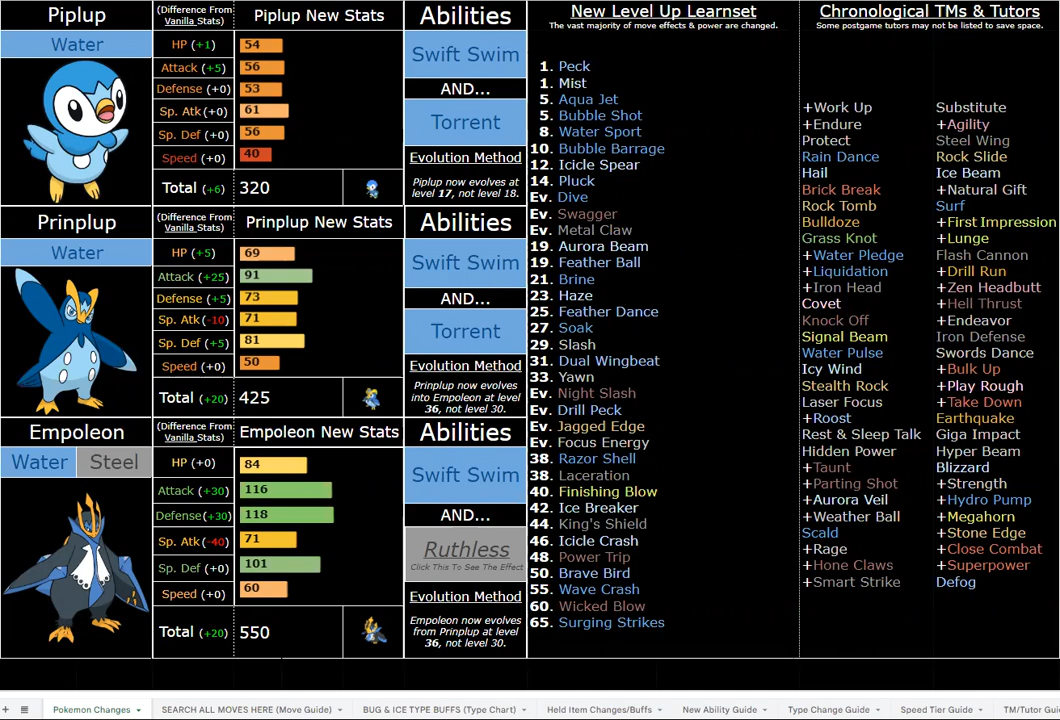 Piplup
(Difference From
Vanilla Stats)
Piplup New Stats
Abilities
Water
HP (+1)
54
Attack (+5)
56
Defense (+0)
53
Sp. Atk (+0)
61
Sp. Def (+0)
56
Speed (+0)
40
Total (+6)
320
Swift Swim
AND...
Torrent
Evolution Method
Piplup now evolves at
level 17, not level 18.
Prinplup
(Difference From
Vanilla Stats)
Prinplup New Stats
Abilities
Water
HP (+5)
69
Attack (+25)
91
Defense (+5)
73
Sp. Atk (-10)
71
Sp. Def (+5)
81
Speed (+0)
50
Total (+20)
425
Swift Swim
AND...
Torrent
Evolution Method
Prinplup now evolves
into Empoleon at level
36, not level 30.
Empoleon
(Difference From
Vanilla Stats)
Empoleon New Stats
Abilities
Water
Steel
HP (+0)
84
Attack (+30)
116
Defense(+30)
118
Sp. Atk (-40)
71
Sp. Def (+0)
101
Speed (+0)
60
Total (+20)
550
Swift Swim
AND...
Ruthless
Click This To See The Effect
Evolution Method
Empoleon now evolves
from Prinplup at level
36, not level 30.
New Level Up Learnset
The vast majority of move effects & power are changed.
1. Peck
1. Mist
5. Aqua Jet
5. Bubble Shot
8. Water Sport
10. Bubble Barrage
12. Icicle Spear
14. Pluck
Ev. Dive
Ev. Swagger
Ev. Metal Claw
19. Aurora Beam
19. Feather Ball
21. Brine
23. Haze
25. Feather Dance
27. Soak
29. Slash
31. Dual Wingbeat
33. Yawn
Ev. Night Slash
Ev. Drill Peck
Ev. Jagged Edge
Ev. Focus Energy
38. Razor Shell
38. Laceration
40. Finishing Blow
42. Ice Breaker
44. King's Shield
46. Icicle Crash
48. Power Trip
50. Brave Bird
55. Wave Crash
60. Wicked Blow
65. Surging Strikes
Chronological TMs & Tutors
Some postgame tutors may not be listed to save space.
+Work Up
+Endure
Protect
Rain Dance
Hail
Brick Break
Rock Tomb
Bulldoze
Grass Knot
+Water Pledge
+Liquidation
+Iron Head
Covet
Knock Off
Signal Beam
Water Pulse
Icy Wind
Stealth Rock
Laser Focus
+Roost
Rest & Sleep Talk
Hidden Power
+Taunt
+Parting Shot
+Aurora Veil
+Weather Ball
Scald
+Rage
+Hone Claws
+Smart Strike
Substitute
+Agility
Steel Wing
Rock Slide
Ice Beam
+Natural Gift
Surf
+First Impression
+Lunge
Flash Cannon
+Drill Run
+Zen Headbutt
+Hell Thrust
+Endeavor
Iron Defense
Swords Dance
+Bulk Up
+Play Rough
+Take Down
Earthquake
Giga Impact
Hyper Beam
Blizzard
+Strength
+Hydro Pump
+Megahorn
+Stone Edge
+Close Combat
+Superpower
Defog
+ Pokemon Changes SEARCH ALL MOVES HERE (Move Guide) BUG & ICE TYPE BUFFS (Type Chart) Held Item Changes/Buffs New Ability Guide Type Change Guide Speed Tier Guide TM/Tutor Gui